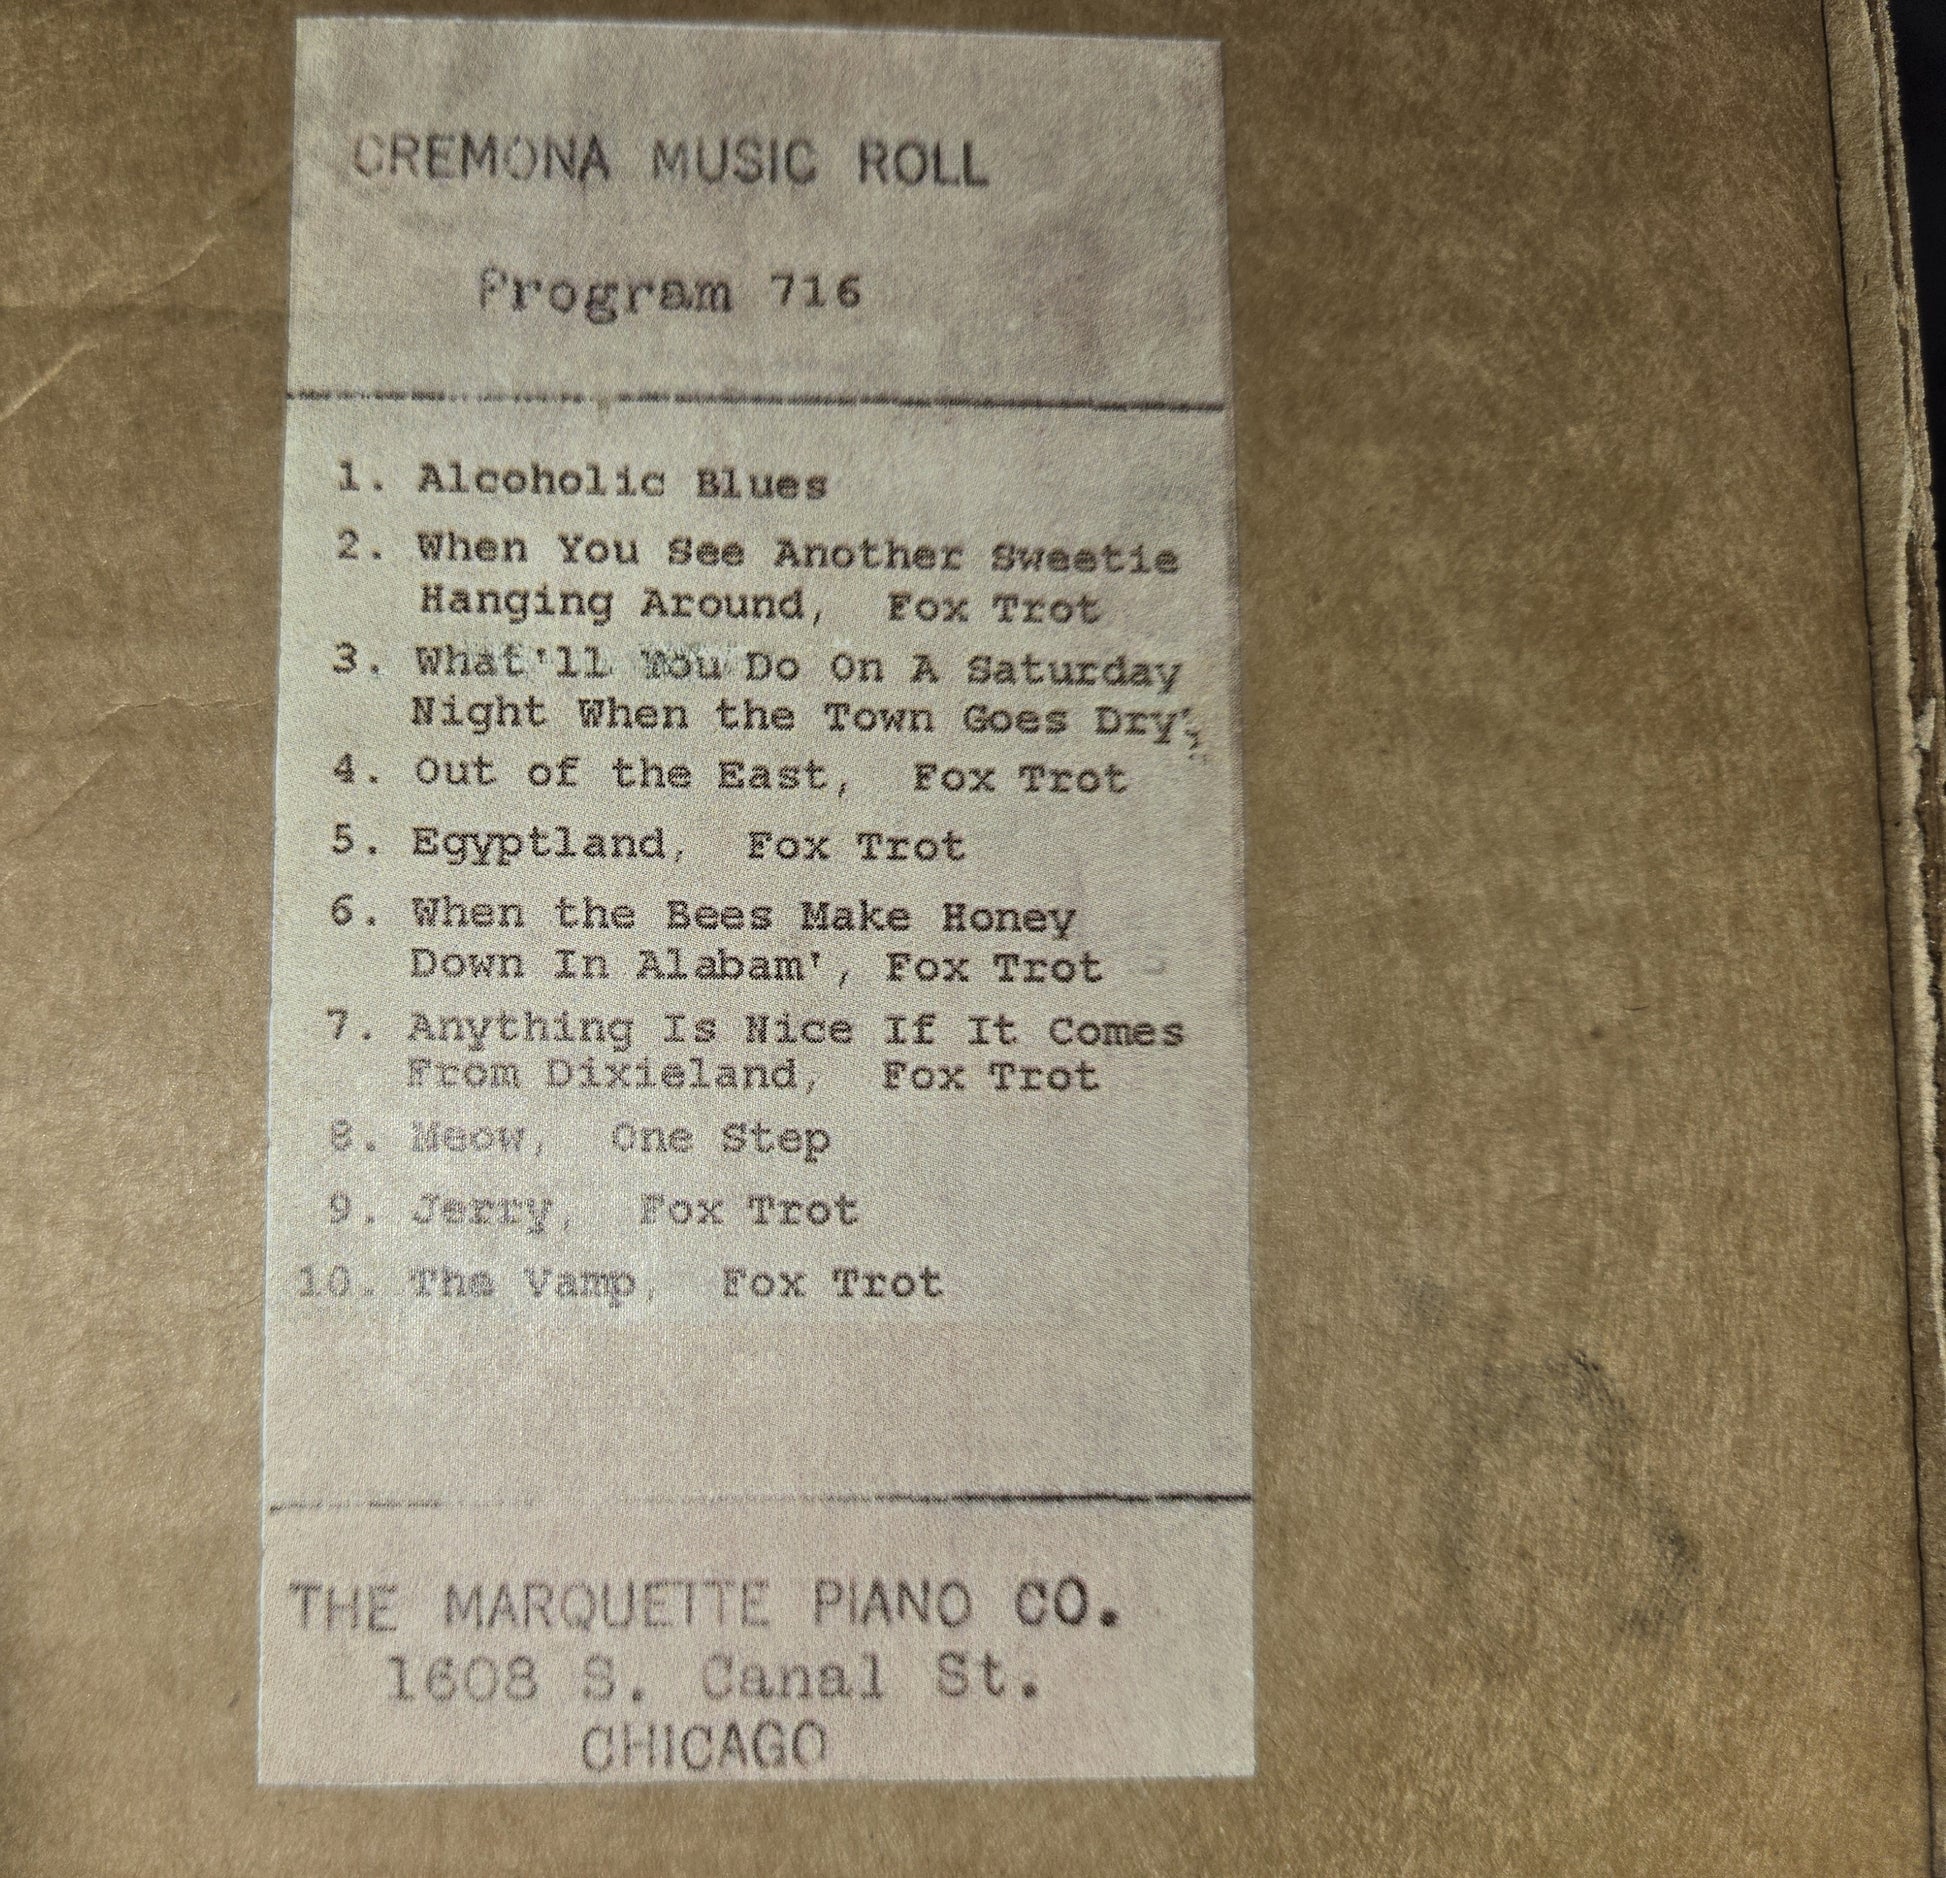 CREMONA MUSIC ROLL
Program 716
1. Alcoholic Blues
2. When You See Another Sweetie
Hanging Around, Fox Trot
3. What'll You Do On A Saturday
Night When the Town Goes Dry,
4. Out of the East, Fox Trot
5. Egyptland, Fox Trot
6. When the Bees Make Honey
Down In Alabam', Fox Trot
7. Anything Is Nice If It Comes
From Dixieland, Fox Trot
8. Meow, One Step
9. Jerry, Fox Trot
10. The Vamp, Fox Trot
THE MARQUETTE PIANO CO.
1608 S. Canal St.
CHICAGO